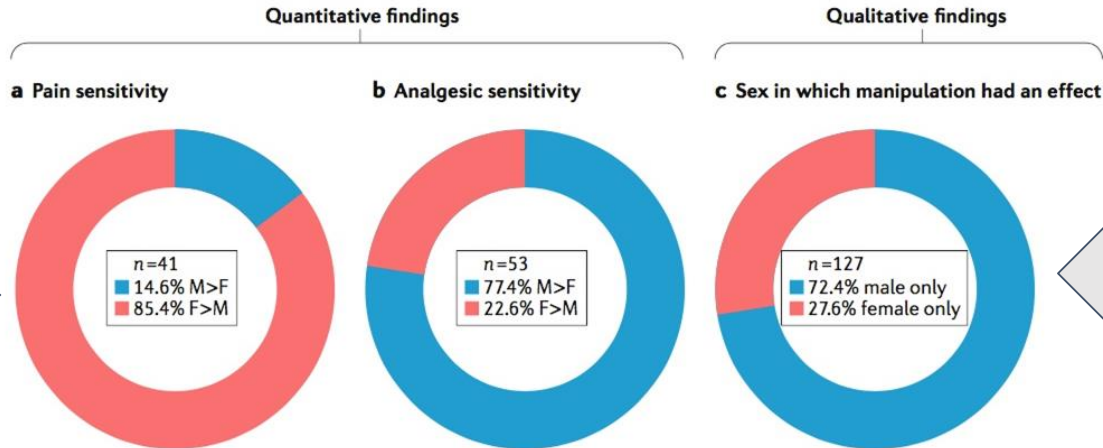 Quantitative findings
Qualitative findings
a Pain sensitivity
b Analgesic sensitivity
c Sex in which manipulation had an effect
n=41
14.6% M>F
85.4% F>M
n=53
77.4% M>F
22.6% F>M
n=127
72.4% male only
27.6% female only